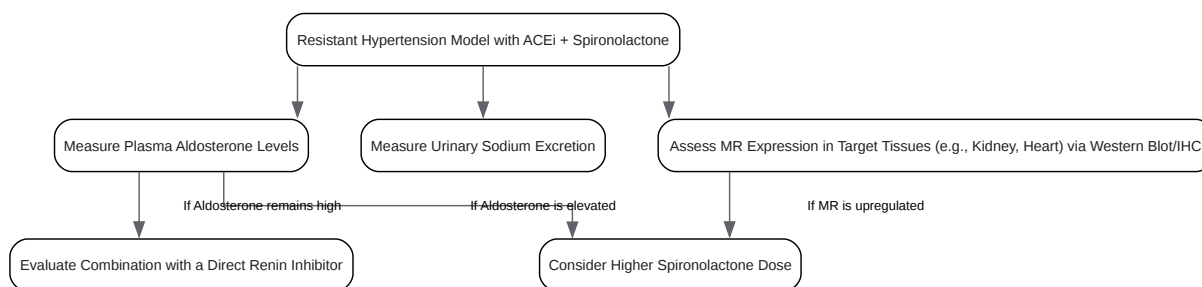 Resistant Hypertension Model with ACEi + Spironolactone
Measure Plasma Aldosterone Levels
Measure Urinary Sodium Excretion
Assess MR Expression in Target Tissues (e.g., Kidney, Heart) via Western Blot/IHC
If Aldosterone remains high
If Aldosterone is elevated
If MR is upregulated
Evaluate Combination with a Direct Renin Inhibitor
Consider Higher Spironolactone Dose